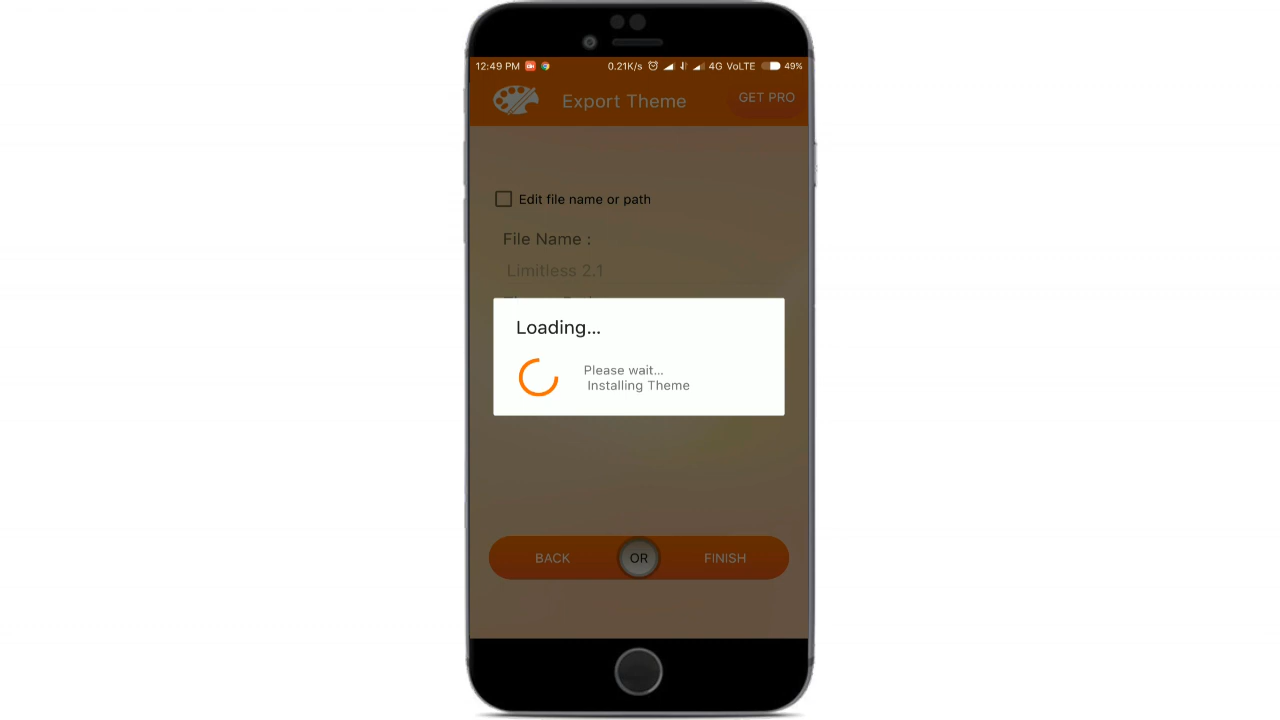 12:49 PM 0.21K/s 4G VoLTE 49%
Export Theme GET PRO
Edit file name or path
File Name :
Limitless 2.1
Loading...
Please wait...
Installing Theme
BACK OR FINISH